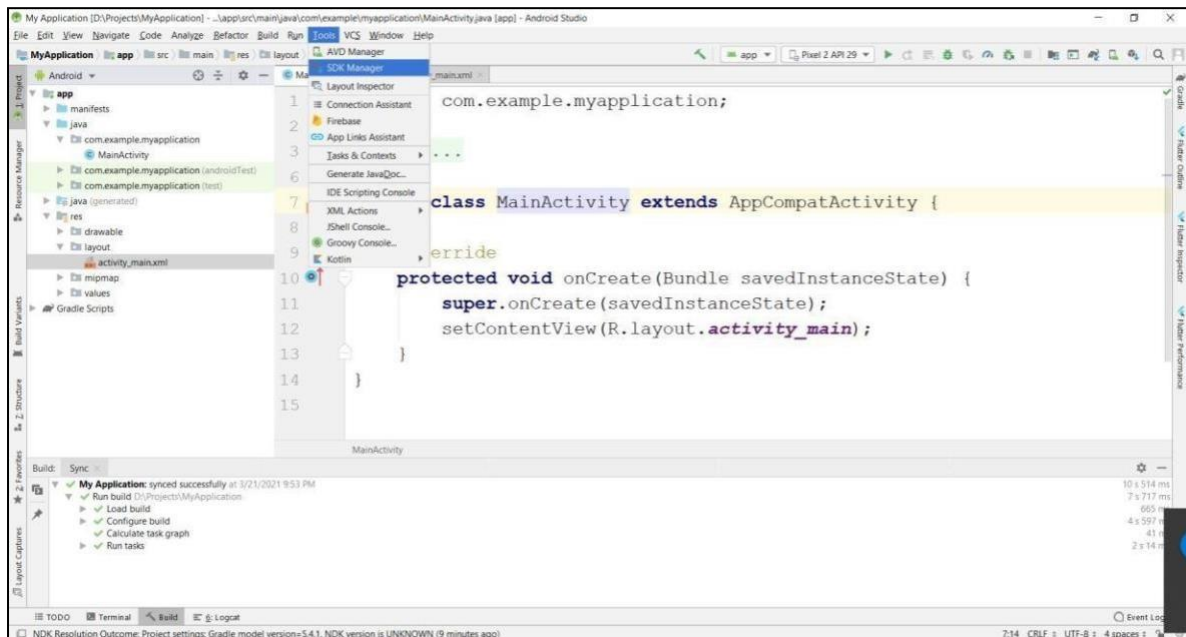 My Application [D:\Projects\MyApplication] - ...\app\src\main\java\com\example\myapplication\MainActivity.java [app] - Android Studio
File Edit View Navigate Code Analyze Refactor Build Run Tools VCS Window Help
MyApplication app src main res layout
app Pixel 2 API 29
Android
app
manifests
java
com.example.myapplication
MainActivity
com.example.myapplication (androidTest)
com.example.myapplication (test)
java (generated)
res
drawable
layout
activity_main.xml
mipmap
values
Gradle Scripts
AVD Manager
SDK Manager
Layout Inspector
Connection Assistant
Firebase
App Links Assistant
Tasks & Contexts
Generate JavaDoc...
IDE Scripting Console
XML Actions
JShell Console...
Groovy Console...
Kotlin
Ma
_main.xml
1 com.example.myapplication;
2
3 ...
6
7 class MainActivity extends AppCompatActivity {
8
9 erride
10 protected void onCreate(Bundle savedInstanceState) {
11 super.onCreate(savedInstanceState);
12 setContentView(R.layout.activity_main);
13 }
14 }
15
MainActivity
1: Project
Resource Manager
Build Variants
Z: Structure
2: Favorites
Layout Captures
Gradle
Flutter Outline
Flutter Inspector
Flutter Performance
Build: Sync
My Application: synced successfully at 3/21/2021 9:53 PM 10 s 514 ms
Run build D:\Projects\MyApplication 7 s 717 ms
Load build 665 ms
Configure build 4 s 597 m
Calculate task graph 41 m
Run tasks 2 s 14 m
TODO Terminal Build 6: Logcat Event Log
NDK Resolution Outcome: Project settings: Gradle model version=5.4.1, NDK version is UNKNOWN (9 minutes ago) 7:14 CRLF UTF-8 4 spaces